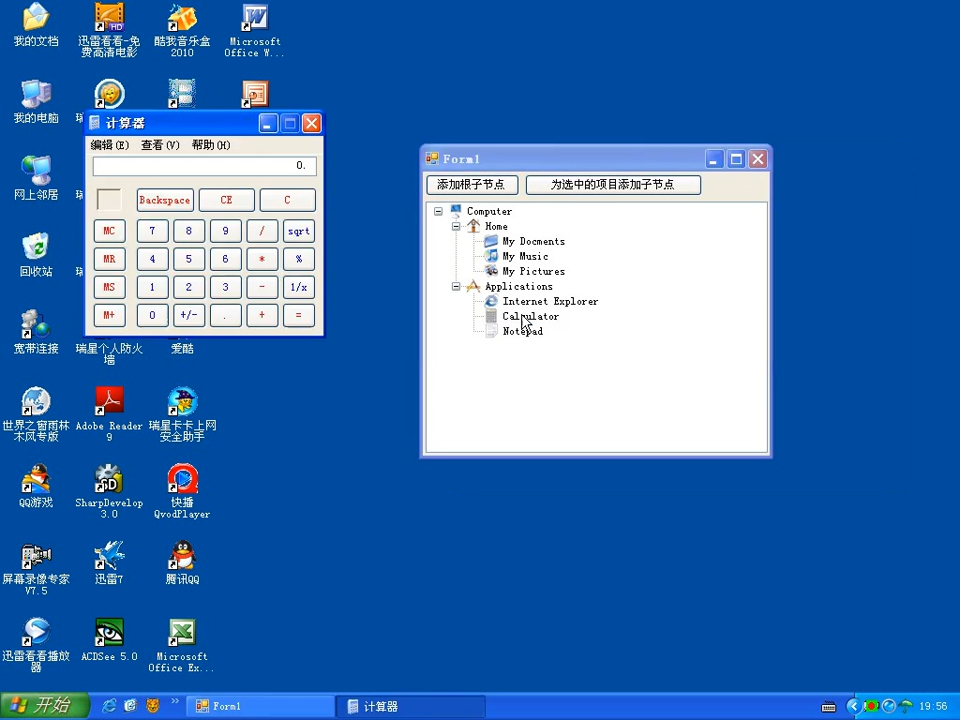 我的文档
迅雷看看-免
费高清电影
酷我音乐盒
2010
Microsoft
Office W...
我的电脑
网上邻居
回收站
宽带连接
瑞星个人防火
墙
爱酷
世界之窗雨林
木风专版
Adobe Reader
9
瑞星卡卡上网
安全助手
QQ游戏
SharpDevelop
3.0
快播
QvodPlayer
屏幕录像专家
V7.5
迅雷7
腾讯QQ
迅雷看看播放
器
ACDSee 5.0
Microsoft
Office Ex...
计算器
编辑(E) 查看(V) 帮助(H)
0.
Backspace CE C
MC 7 8 9 / sqrt
MR 4 5 6 * %
MS 1 2 3 - 1/x
M+ 0 +/- . + =
Form1
添加根子节点 为选中的项目添加子节点
Computer
Home
My Docments
My Music
My Pictures
Applications
Internet Explorer
Calculator
Notepad
开始 Form1 计算器 19:56